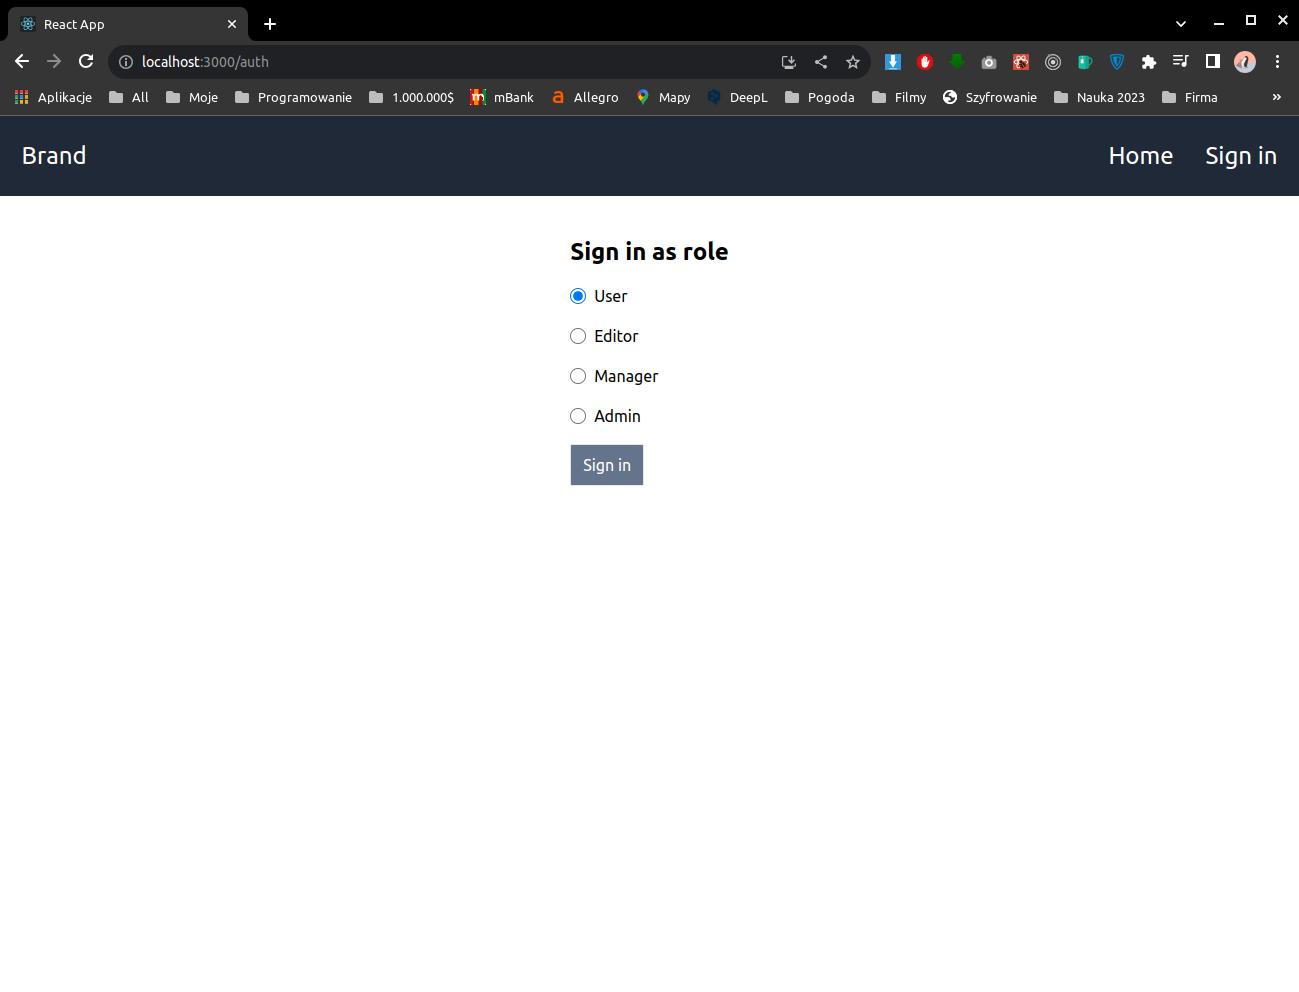 React App
localhost:3000/auth
Aplikacje All Moje Programowanie 1.000.000$ mBank Allegro Mapy DeepL Pogoda Filmy Szyfrowanie Nauka 2023 Firma »
Brand Home Sign in
Sign in as role
User
Editor
Manager
Admin
Sign in